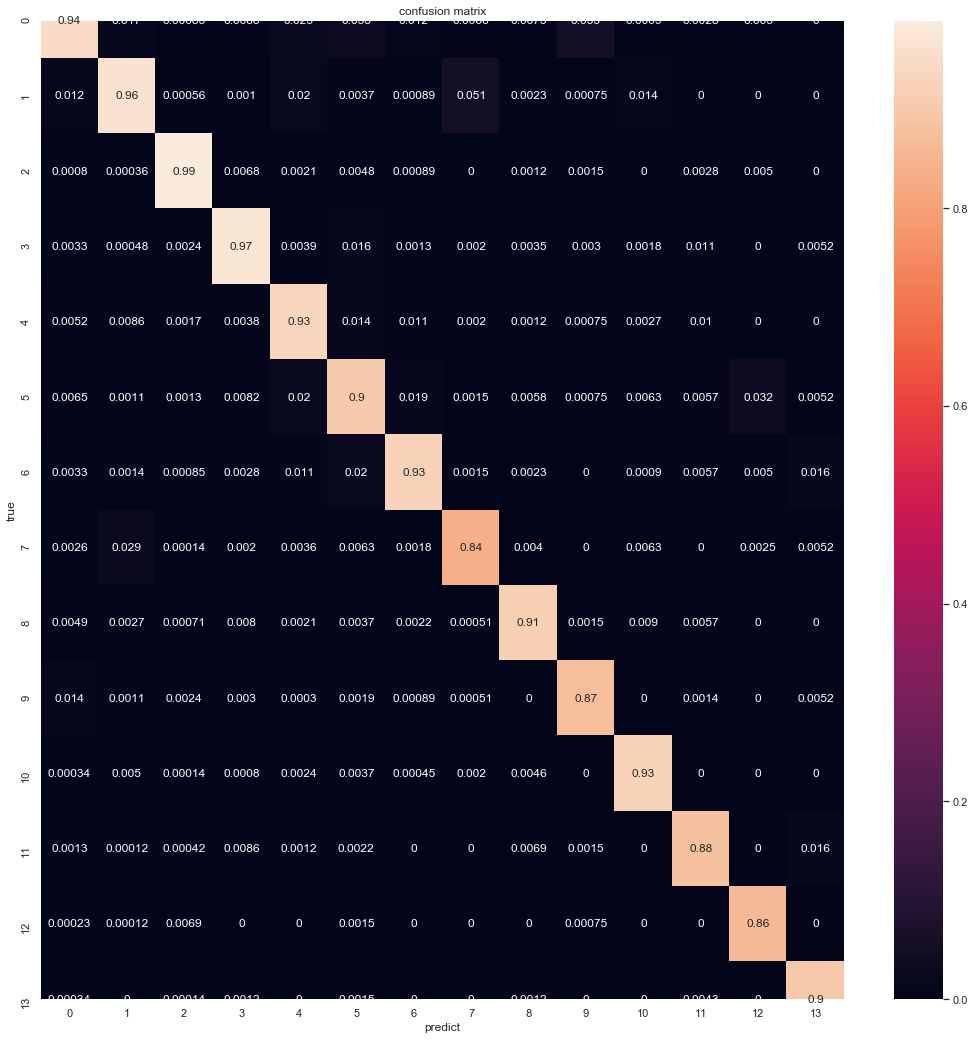 confusion matrix
0 0.94
1 0.012 0.96 0.00056 0.001 0.02 0.0037 0.00089 0.051 0.0023 0.00075 0.014 0 0 0
2 0.0008 0.00036 0.99 0.0068 0.0021 0.0048 0.00089 0 0.0012 0.0015 0 0.0028 0.005 0
0.8
3 0.0033 0.00048 0.0024 0.97 0.0039 0.016 0.0013 0.002 0.0035 0.003 0.0018 0.011 0 0.0052
4 0.0052 0.0086 0.0017 0.0038 0.93 0.014 0.011 0.002 0.0012 0.00075 0.0027 0.01 0 0
5 0.0065 0.0011 0.0013 0.0082 0.02 0.9 0.019 0.0015 0.0058 0.00075 0.0063 0.0057 0.032 0.0052
0.6
6 0.0033 0.0014 0.00085 0.0028 0.011 0.02 0.93 0.0015 0.0023 0 0.0009 0.0057 0.005 0.016
true
7 0.0026 0.029 0.00014 0.002 0.0036 0.0063 0.0018 0.84 0.004 0 0.0063 0 0.0025 0.0052
0.4
8 0.0049 0.0027 0.00071 0.008 0.0021 0.0037 0.0022 0.00051 0.91 0.0015 0.009 0.0057 0 0
9 0.014 0.0011 0.0024 0.003 0.0003 0.0019 0.00089 0.00051 0 0.87 0 0.0014 0 0.0052
10 0.00034 0.005 0.00014 0.0008 0.0024 0.0037 0.00045 0.002 0.0046 0 0.93 0 0 0
0.2
11 0.0013 0.00012 0.00042 0.0086 0.0012 0.0022 0 0 0.0069 0.0015 0 0.88 0 0.016
12 0.00023 0.00012 0.0069 0 0 0.0015 0 0 0 0.00075 0 0 0.86 0
13 0.9
0.0
0 1 2 3 4 5 6 7 8 9 10 11 12 13
predict